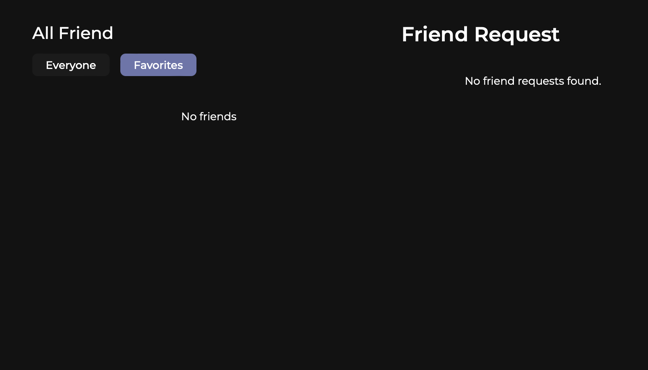 All Friend
Everyone
Favorites
No friends
Friend Request
No friend requests found.